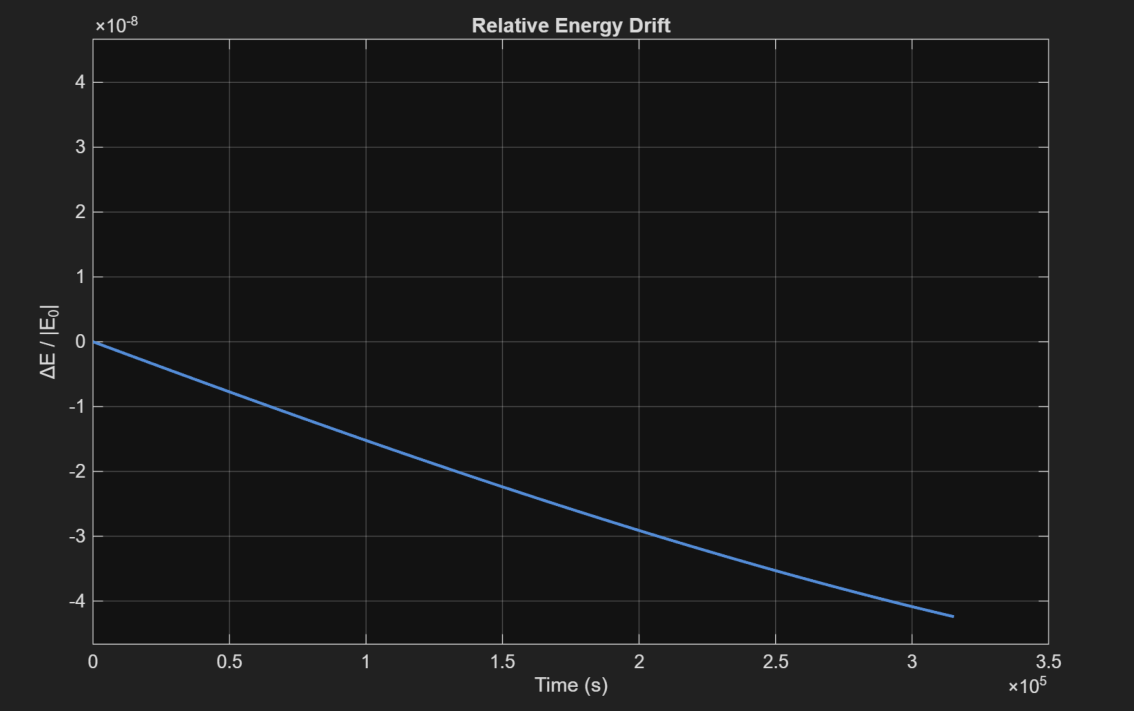 ×10⁻⁸
Relative Energy Drift
4
3
2
1
0
-1
-2
-3
-4
ΔE / |E₀|
0 0.5 1 1.5 2 2.5 3 3.5
Time (s)
×10⁵